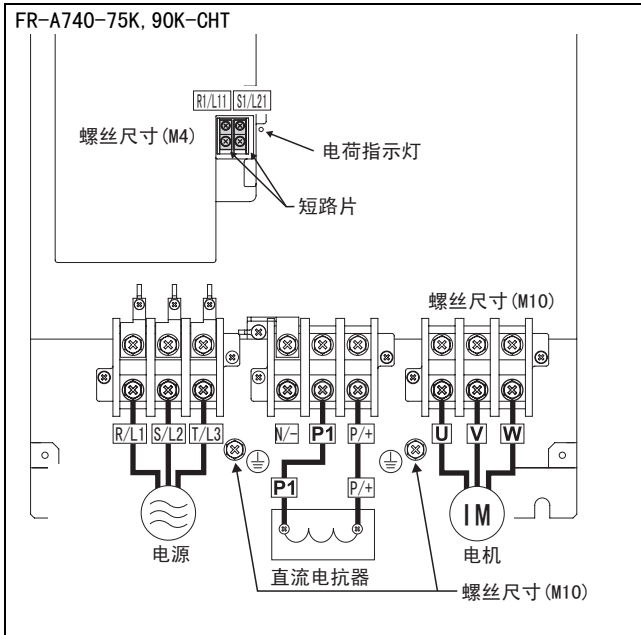 FR-A740-75K, 90K-CHT
R1/L11 S1/L21
螺丝尺寸(M4)
电荷指示灯
短路片
螺丝尺寸(M10)
R/L1 S/L2 T/L3 N/- P1 P/+ U V W
P1 P/+
IM
电源 电机
直流电抗器
螺丝尺寸(M10)